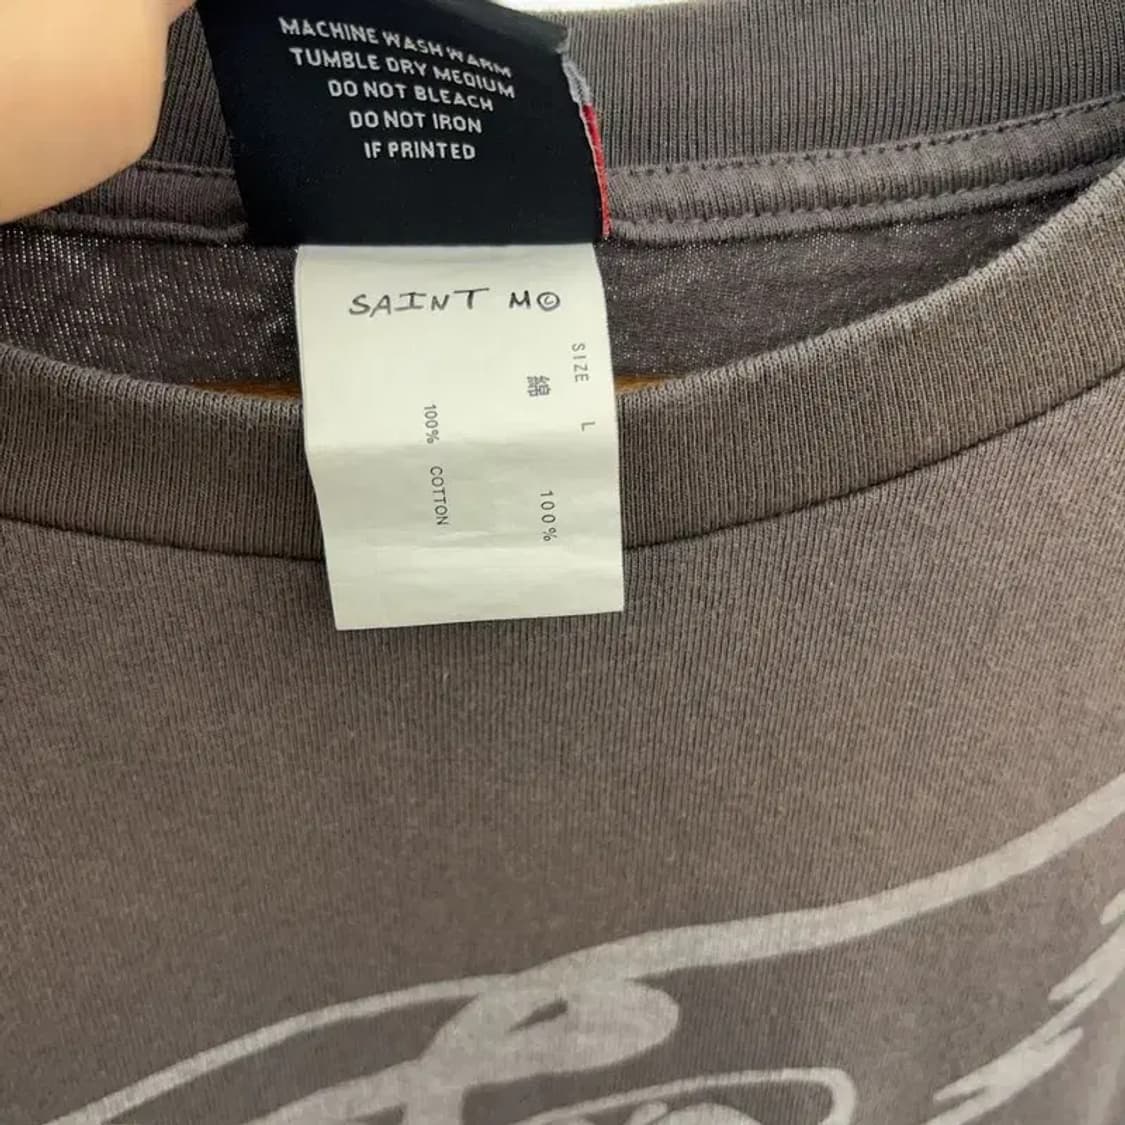 MACHINE WASH WARM
TUMBLE DRY MEDIUM
DO NOT BLEACH
DO NOT IRON
IF PRINTED
SAINT M©
SIZE L
綿 100%
100% COTTON